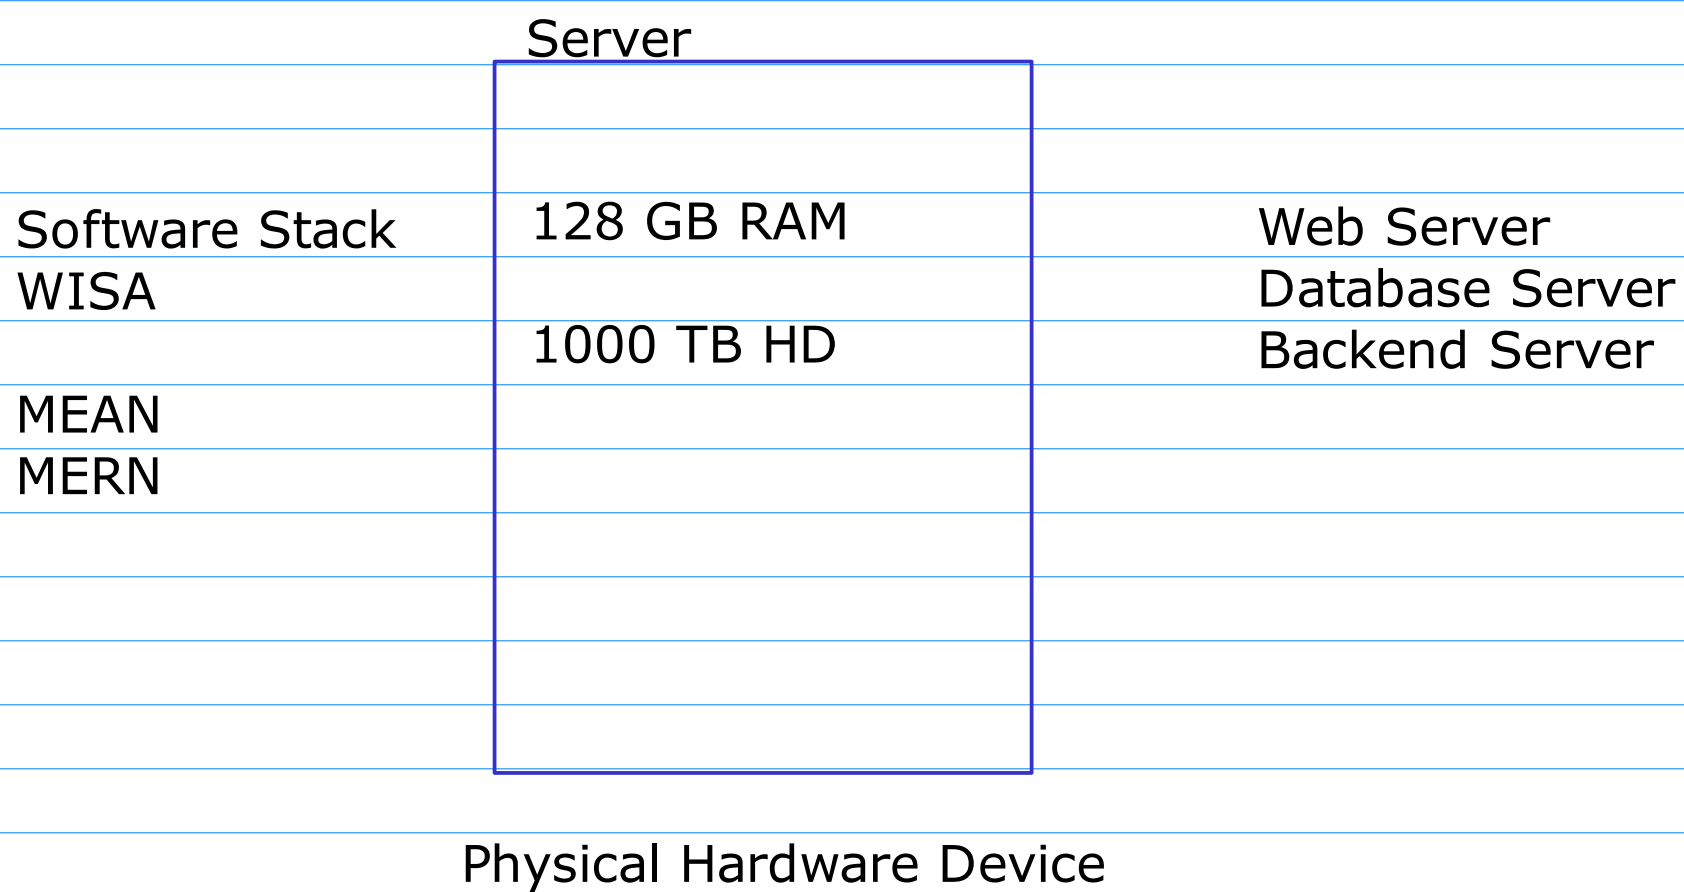 Server
Software Stack
WISA
MEAN
MERN
128 GB RAM
1000 TB HD
Web Server
Database Server
Backend Server
Physical Hardware Device